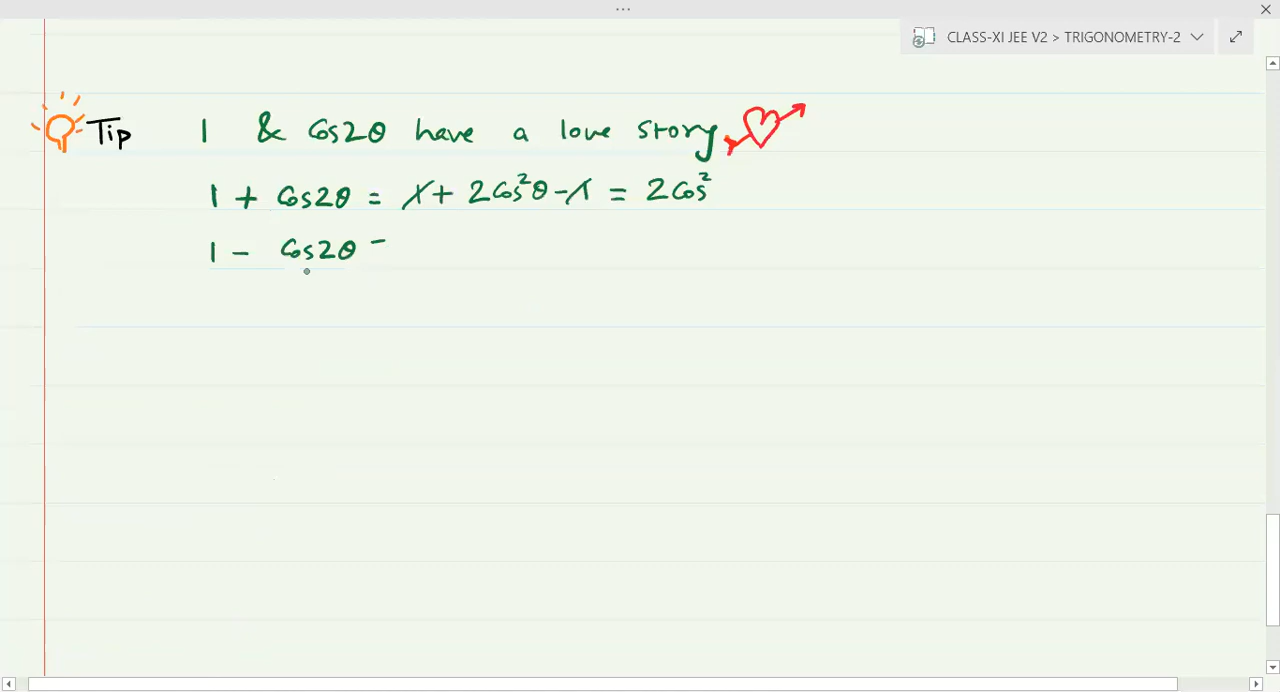 CLASS-XI JEE V2 > TRIGONOMETRY-2
Tip 1 & Cos2θ have a love story
1 + Cos2θ = 1 + 2Cos²θ - 1 = 2Cos²
1 - Cos2θ -